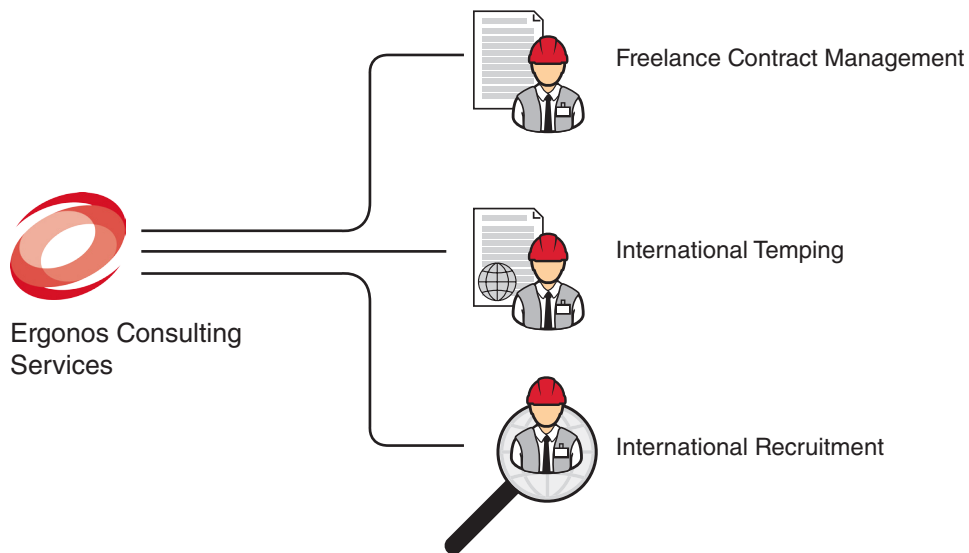 Freelance Contract Management
International Temping
Ergonos Consulting
Services
International Recruitment